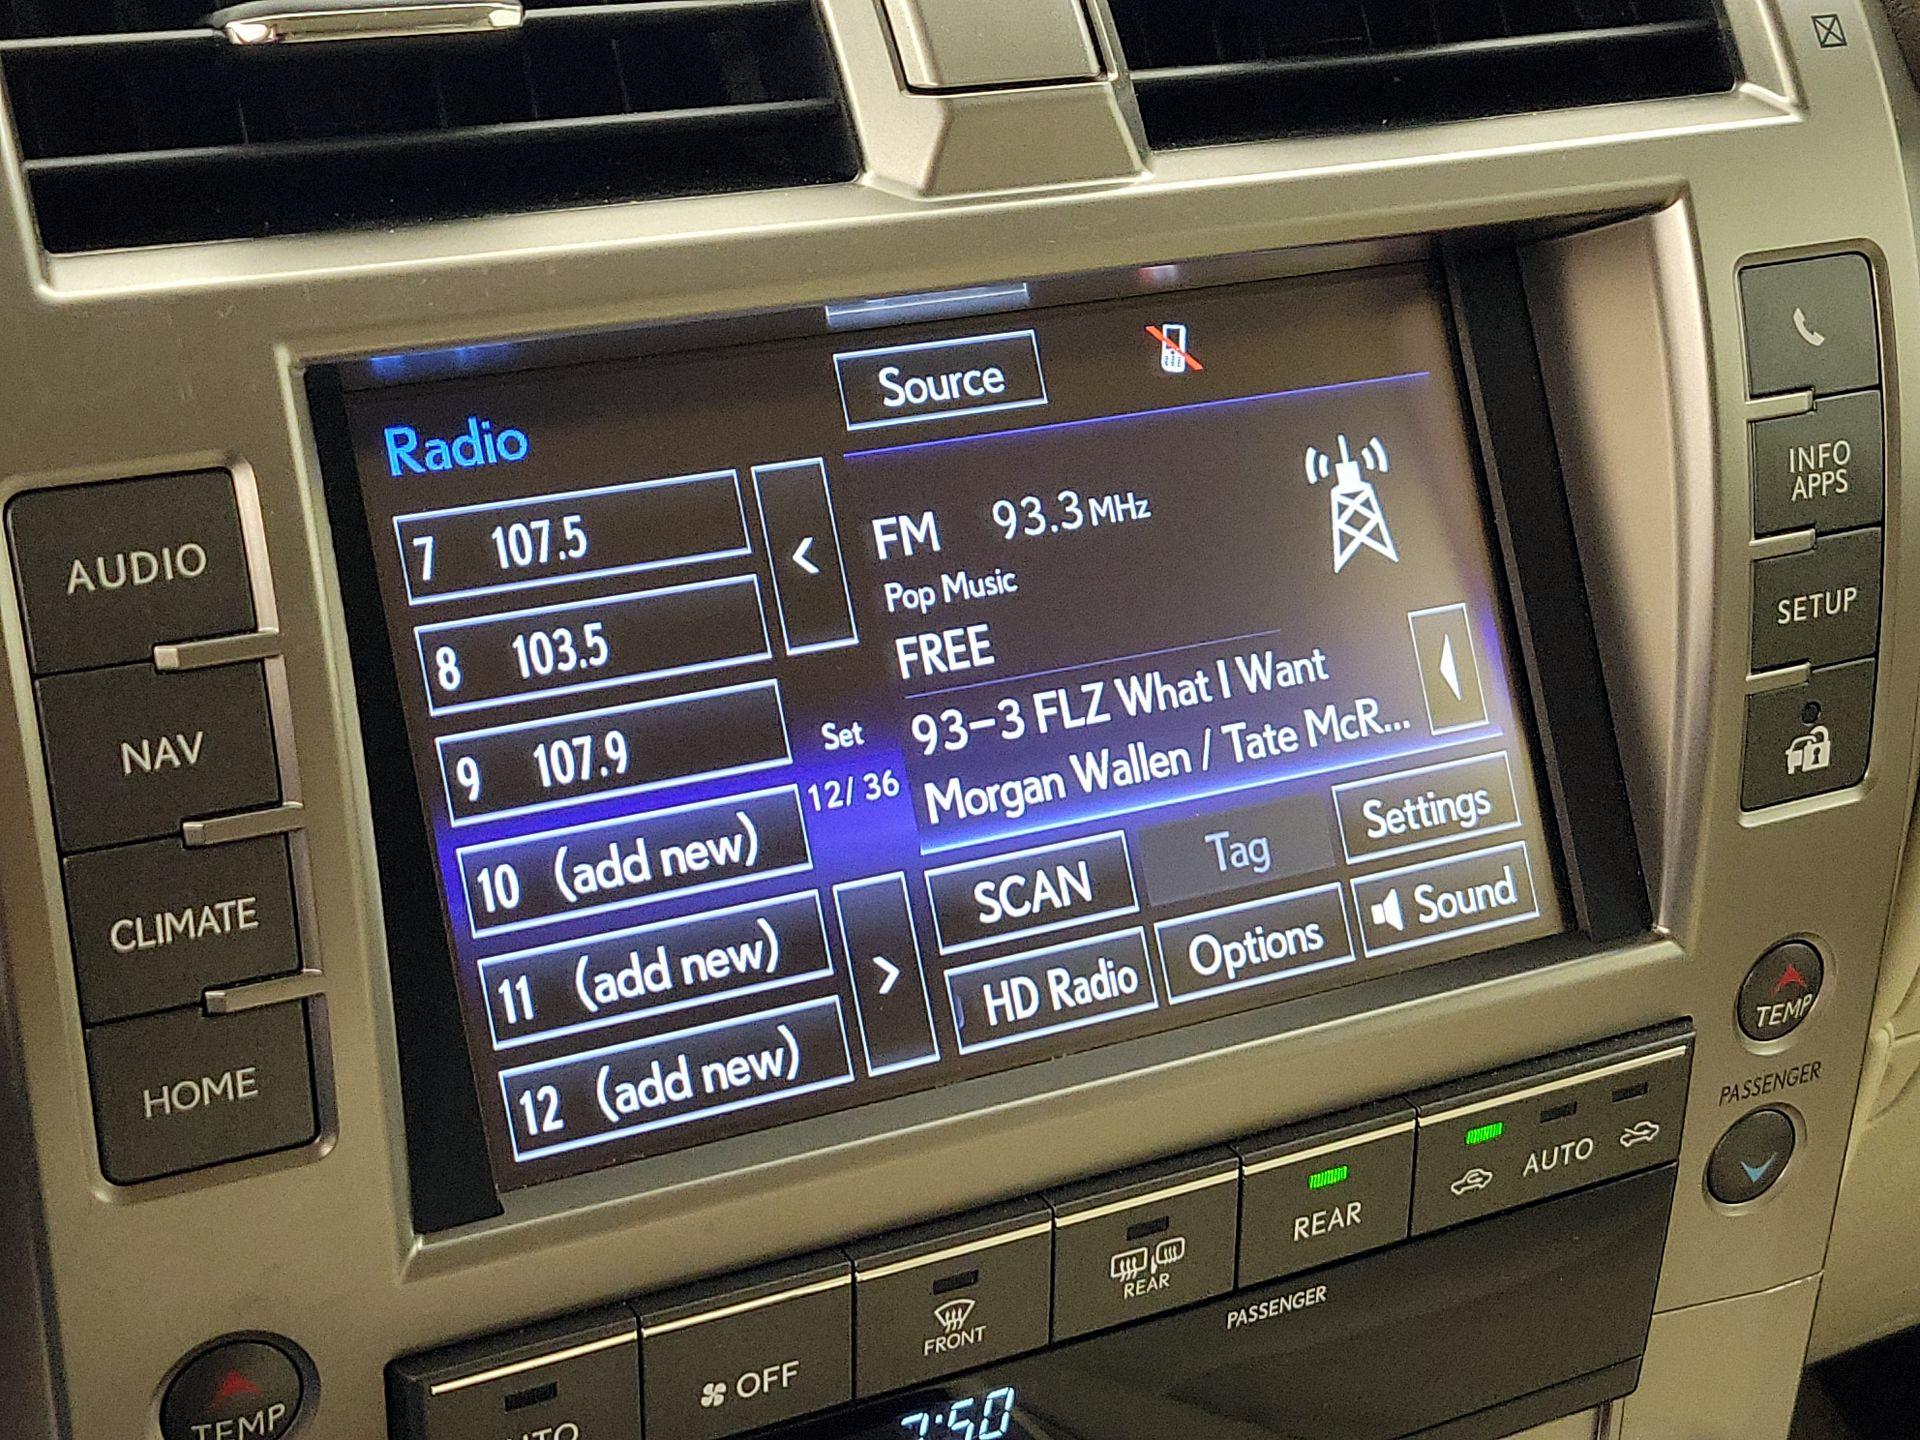 Source
Radio
7 107.5
8 103.5
9 107.9
10 (add new)
11 (add new)
12 (add new)
<
Set
12/ 36
>
FM 93.3 MHz
Pop Music
FREE
93-3 FLZ What I Want
Morgan Wallen / Tate McR...
SCAN
Tag
Settings
HD Radio
Options
Sound
AUDIO
NAV
CLIMATE
HOME
INFO
APPS
SETUP
TEMP
PASSENGER
TEMP
OFF
FRONT
REAR
REAR
AUTO
PASSENGER
7:50